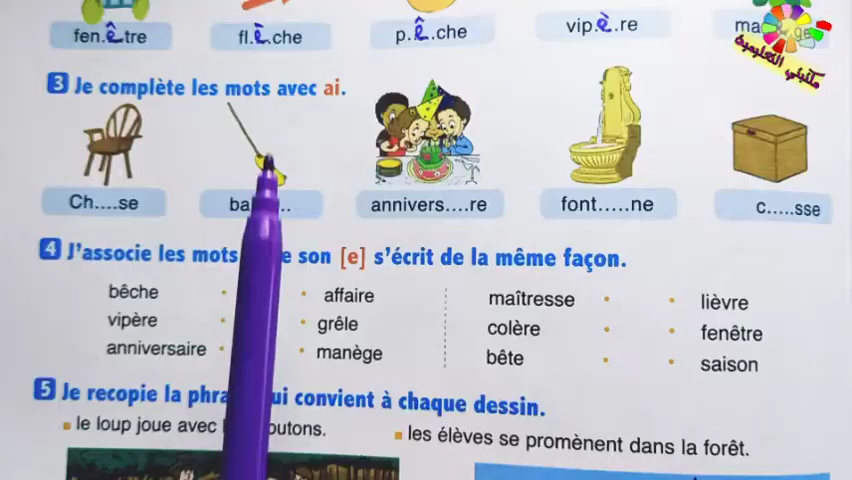 fen.ê.tre fl.è.che p.ê.che vip.è.re
مكتبتي التعليمية
3 Je complète les mots avec ai.
Ch....se ba annivers....re font.....ne c.....sse
4 J'associe les mots son [e] s'écrit de la même façon.
bêche affaire maîtresse lièvre
vipère grêle colère fenêtre
anniversaire manège bête saison
5 Je recopie la convient à chaque dessin.
le loup joue avec les élèves se promènent dans la forêt.